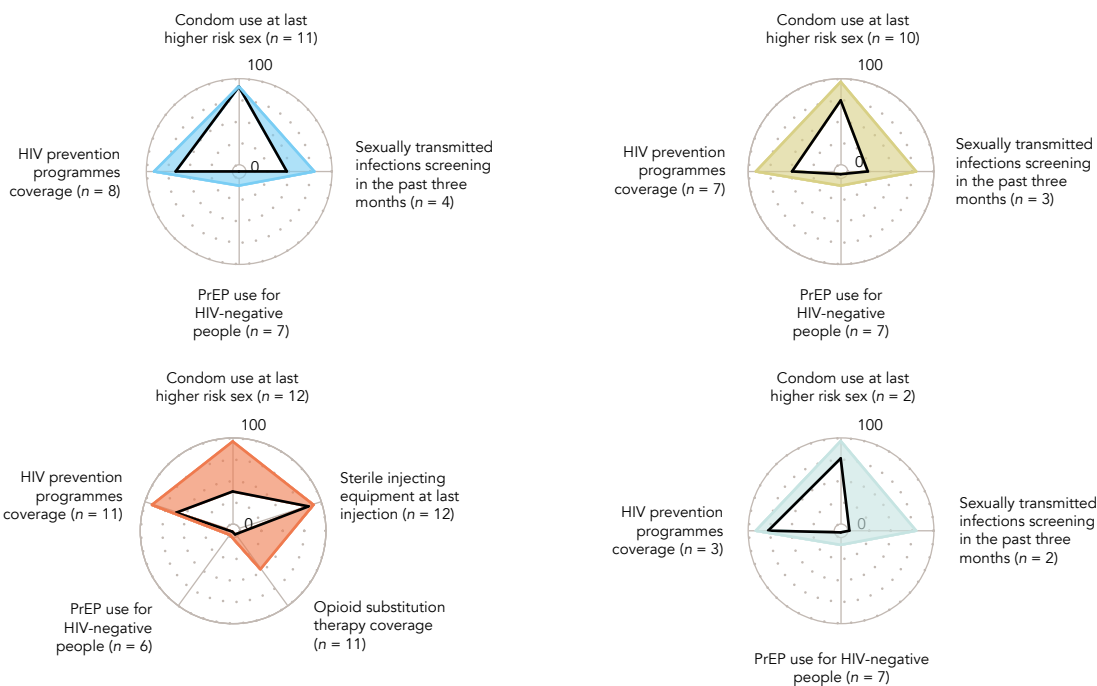 Condom use at last
higher risk sex (n = 11)
100
HIV prevention
programmes
coverage (n = 8)
0
Sexually transmitted
infections screening
in the past three
months (n = 4)
PrEP use for
HIV-negative
people (n = 7)
Condom use at last
higher risk sex (n = 10)
100
HIV prevention
programmes
coverage (n = 7)
0
Sexually transmitted
infections screening
in the past three
months (n = 3)
PrEP use for
HIV-negative
people (n = 7)
Condom use at last
higher risk sex (n = 12)
100
HIV prevention
programmes
coverage (n = 11)
0
Sterile injecting
equipment at last
injection (n = 12)
PrEP use for
HIV-negative
people (n = 6)
Opioid substitution
therapy coverage
(n = 11)
Condom use at last
higher risk sex (n = 2)
100
HIV prevention
programmes
coverage (n = 3)
0
Sexually transmitted
infections screening
in the past three
months (n = 2)
PrEP use for HIV-negative
people (n = 7)